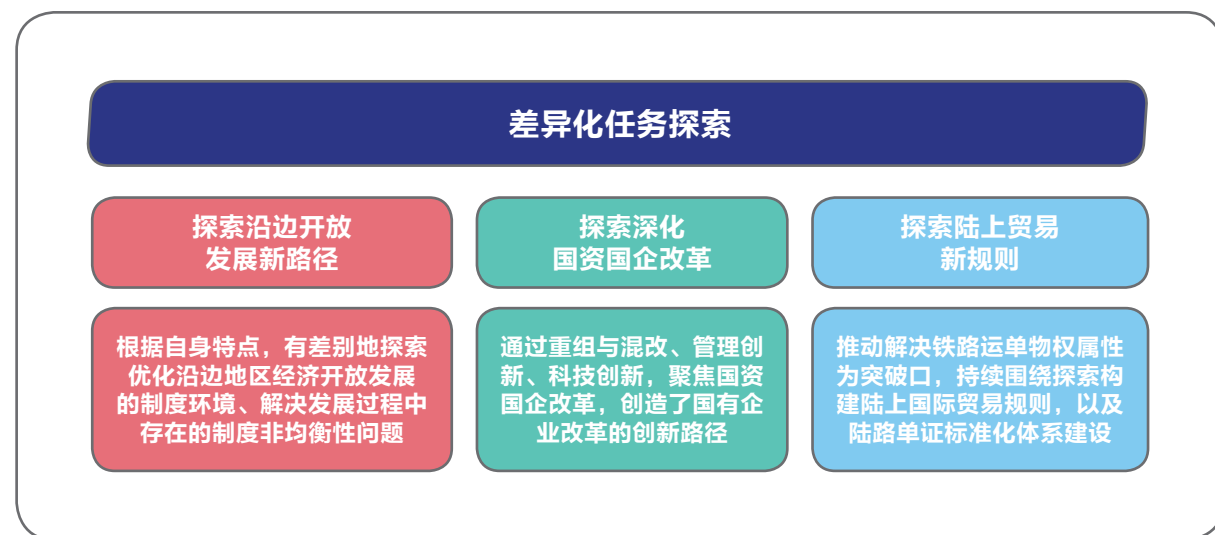 差异化任务探索
探索沿边开放
发展新路径
根据自身特点，有差别地探索
优化沿边地区经济开放发展
的制度环境、解决发展过程中
存在的制度非均衡性问题
探索深化
国资国企改革
通过重组与混改、管理创
新、科技创新，聚焦国资
国企改革，创造了国有企
业改革的创新路径
探索陆上贸易
新规则
推动解决铁路运单物权属性
为突破口，持续围绕探索构
建陆上国际贸易规则，以及
陆路单证标准化体系建设